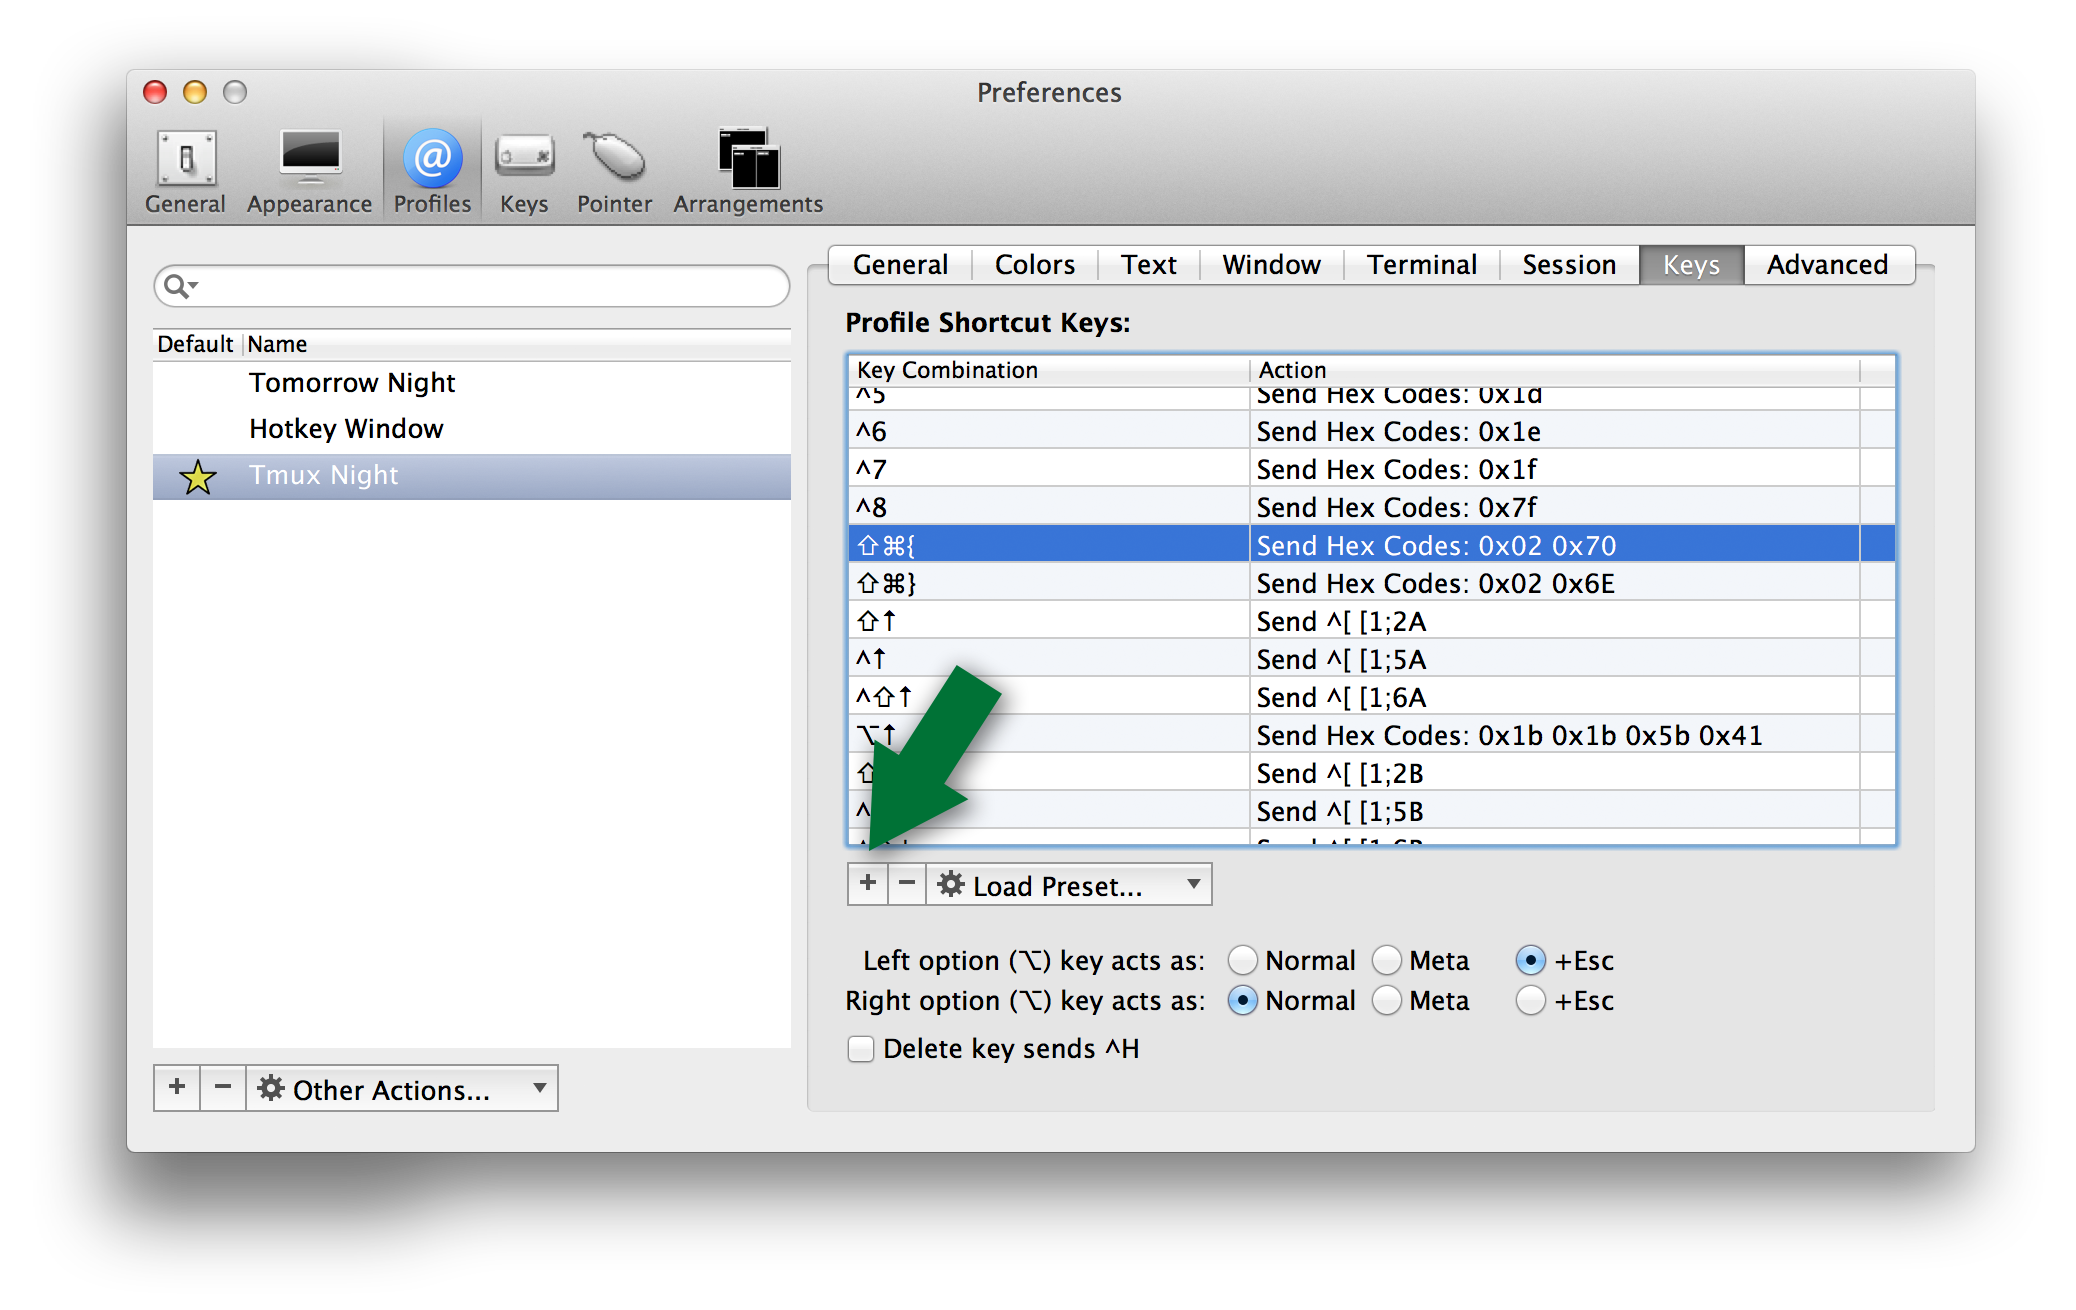 Preferences
General Appearance Profiles Keys Pointer Arrangements
General Colors Text Window Terminal Session Keys Advanced
Profile Shortcut Keys:
Default Name
Tomorrow Night
Hotkey Window
Tmux Night
Key Combination Action
^5 Send Hex Codes: 0x1d
^6 Send Hex Codes: 0x1e
^7 Send Hex Codes: 0x1f
^8 Send Hex Codes: 0x7f
⇧⌘{ Send Hex Codes: 0x02 0x70
⇧⌘} Send Hex Codes: 0x02 0x6E
⇧↑ Send ^[ [1;2A
^↑ Send ^[ [1;5A
^⇧↑ Send ^[ [1;6A
⌥↑ Send Hex Codes: 0x1b 0x1b 0x5b 0x41
⇧ Send ^[ [1;2B
^ Send ^[ [1;5B
Send ^[ [1;6B
+ − Load Preset...
Left option (⌥) key acts as: Normal Meta +Esc
Right option (⌥) key acts as: Normal Meta +Esc
Delete key sends ^H
+ − Other Actions...